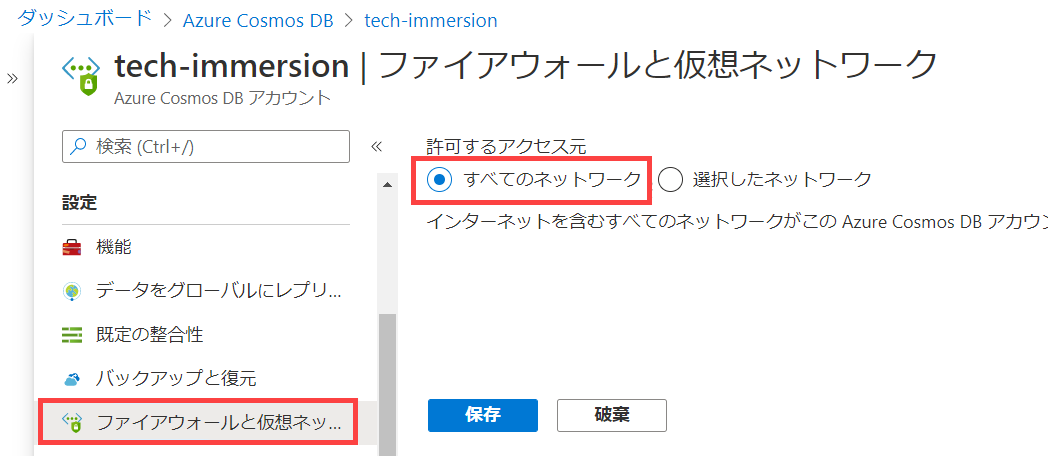 ダッシュボード > Azure Cosmos DB > tech-immersion
»
tech-immersion | ファイアウォールと仮想ネットワーク
Azure Cosmos DB アカウント
検索 (Ctrl+/)
«
設定
機能
データをグローバルにレプリ...
既定の整合性
バックアップと復元
ファイアウォールと仮想ネッ...
許可するアクセス元
すべてのネットワーク 選択したネットワーク
インターネットを含むすべてのネットワークがこの Azure Cosmos DB アカウン
保存 破棄